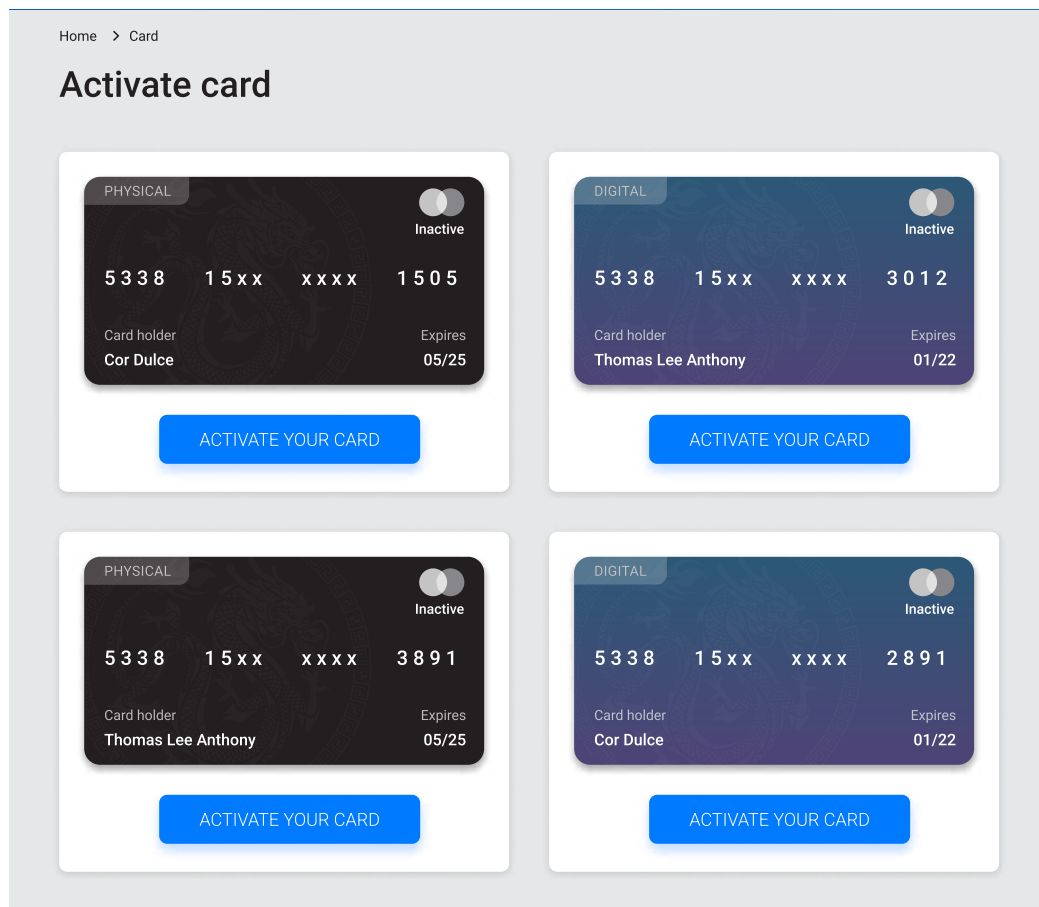 Home > Card
Activate card
PHYSICAL
Inactive
5338 15xx xxxx 1505
Card holder Expires
Cor Dulce 05/25
ACTIVATE YOUR CARD
DIGITAL
Inactive
5338 15xx xxxx 3012
Card holder Expires
Thomas Lee Anthony 01/22
ACTIVATE YOUR CARD
PHYSICAL
Inactive
5338 15xx xxxx 3891
Card holder Expires
Thomas Lee Anthony 05/25
ACTIVATE YOUR CARD
DIGITAL
Inactive
5338 15xx xxxx 2891
Card holder Expires
Cor Dulce 01/22
ACTIVATE YOUR CARD